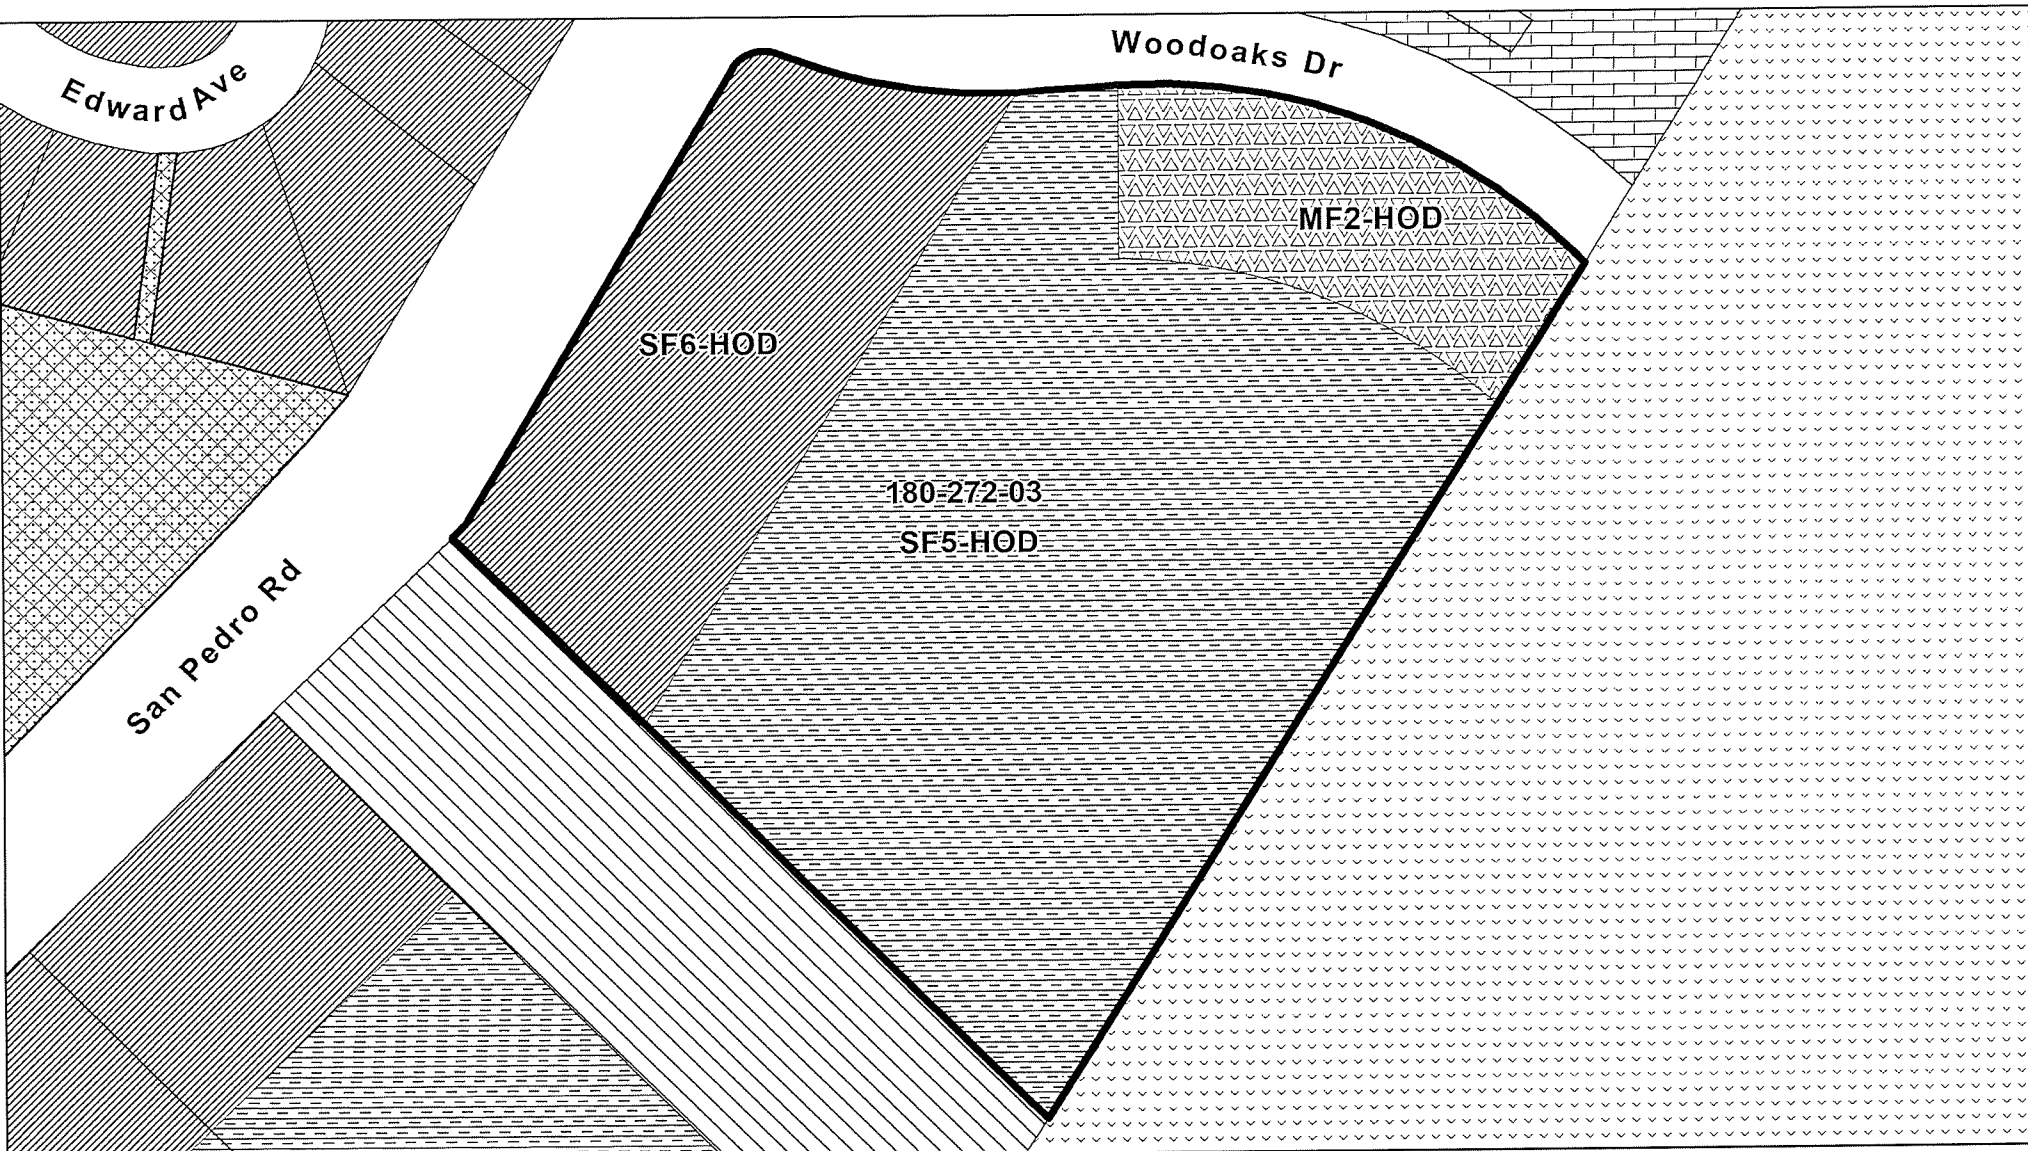 Woodoaks Dr
Edward Ave
MF2-HOD
SF6-HOD
180-272-03
SF5-HOD
San Pedro Rd